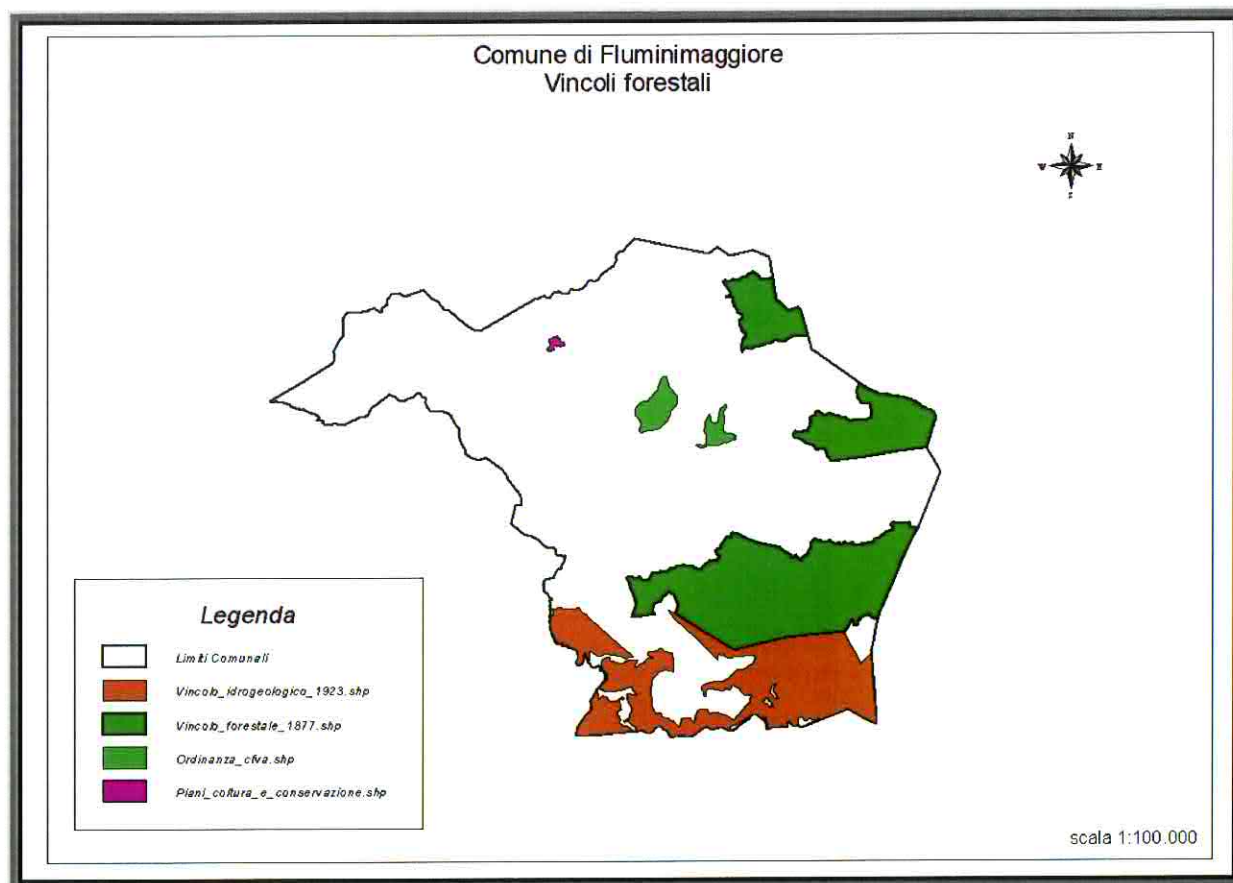 Comune di Fluminimaggiore
Vincoli forestali
N
W E
Legenda
Limiti Comunali
Vincolo_idrogeologico_1923.shp
Vincolo_forestale_1877.shp
Ordinanza_cfva.shp
Piani_coltura_e_conservazione.shp
scala 1:100.000